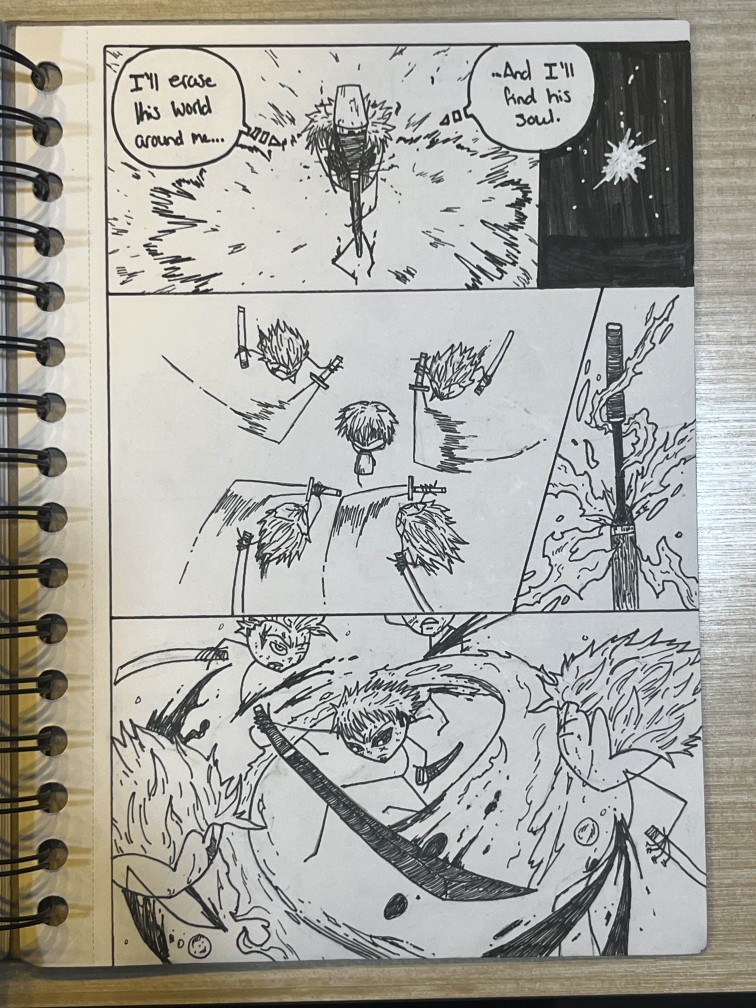 I'll erase
this world
around me...
...And I'll
find his
soul.